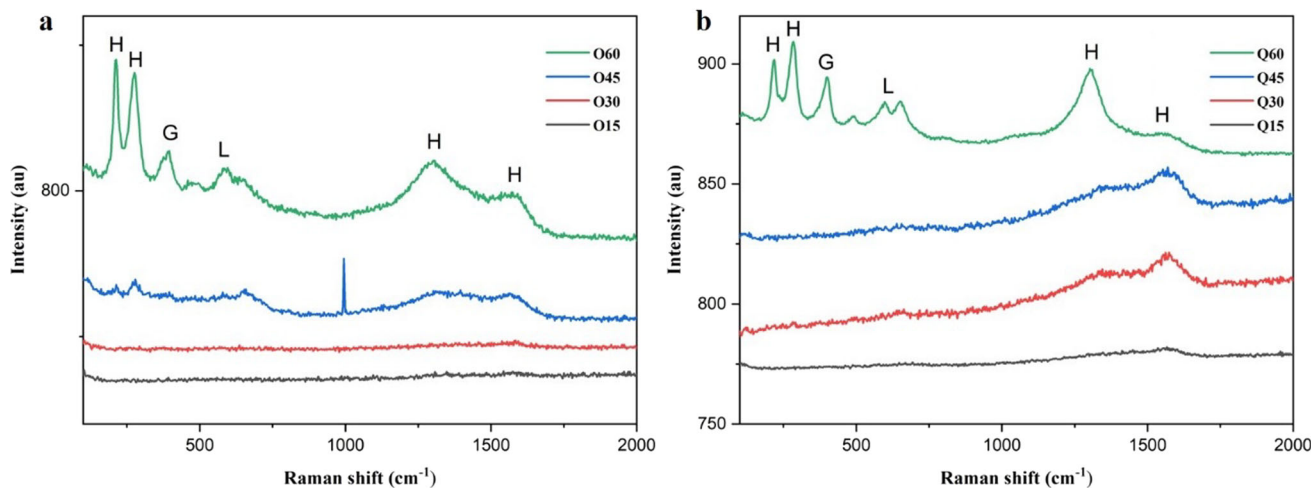 a
H
H
G
L
H
H
O60
O45
O30
O15
800
Intensity (au)
500
1000
1500
2000
Raman shift (cm⁻¹)
b
H
H
G
L
H
H
Q60
Q45
Q30
Q15
900
850
800
750
Intensity (au)
500
1000
1500
2000
Raman shift (cm⁻¹)